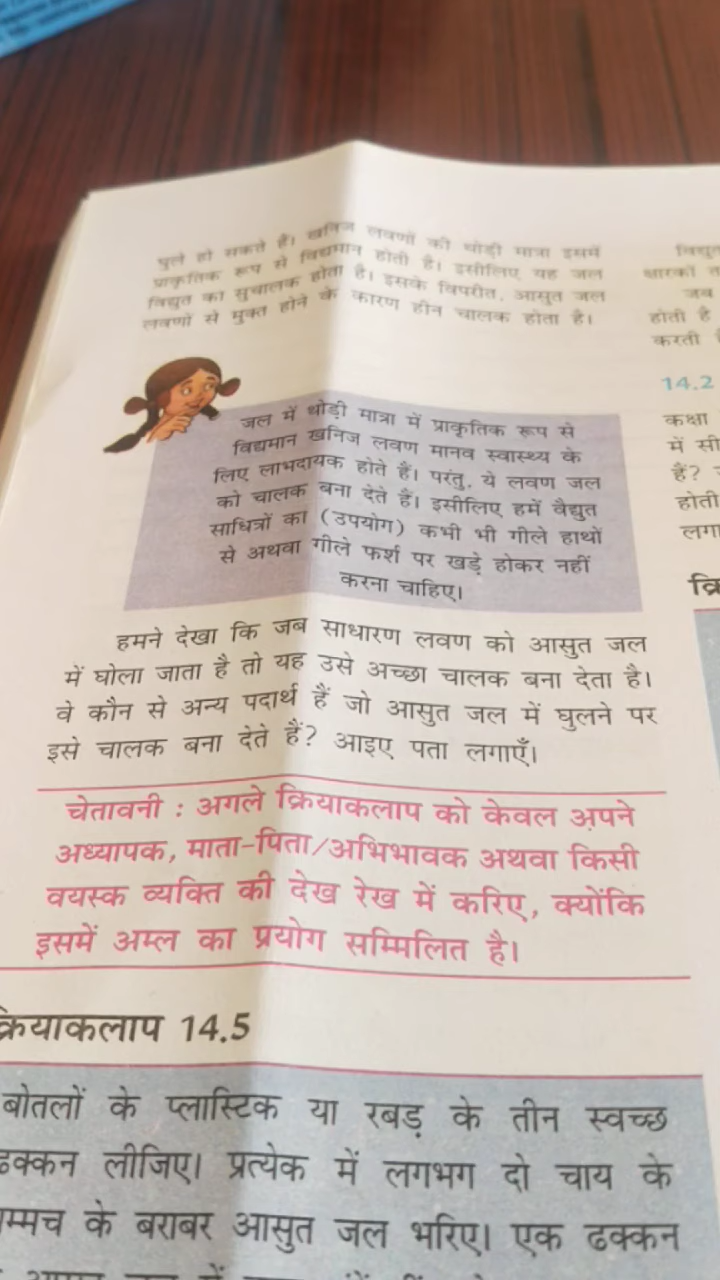 घुले हो सकते हैं। खनिज लवणों की थोड़ी मात्रा इसमें
प्राकृतिक रूप से विद्यमान होती है। इसीलिए यह जल
विद्युत का सुचालक होता है। इसके विपरीत, आसुत जल
लवणों से मुक्त होने के कारण हीन चालक होता है।
जल में थोड़ी मात्रा में प्राकृतिक रूप से
विद्यमान खनिज लवण मानव स्वास्थ्य के
लिए लाभदायक होते हैं। परंतु, ये लवण जल
को चालक बना देते हैं। इसीलिए हमें वैद्युत
साधित्रों का (उपयोग) कभी भी गीले हाथों
से अथवा गीले फर्श पर खड़े होकर नहीं
करना चाहिए।
हमने देखा कि जब साधारण लवण को आसुत जल
में घोला जाता है तो यह उसे अच्छा चालक बना देता है।
वे कौन से अन्य पदार्थ हैं जो आसुत जल में घुलने पर
इसे चालक बना देते हैं? आइए पता लगाएँ।
चेतावनी : अगले क्रियाकलाप को केवल अपने
अध्यापक, माता-पिता/अभिभावक अथवा किसी
वयस्क व्यक्ति की देख रेख में करिए, क्योंकि
इसमें अम्ल का प्रयोग सम्मिलित है।
क्रियाकलाप 14.5
बोतलों के प्लास्टिक या रबड़ के तीन स्वच्छ
ढक्कन लीजिए। प्रत्येक में लगभग दो चाय के
म्मच के बराबर आसुत जल भरिए। एक ढक्कन
विद्युत
क्षारकों
जब
होती है
करती
14.2
कक्षा
में सी
हैं?
होती
लगा
क्रि